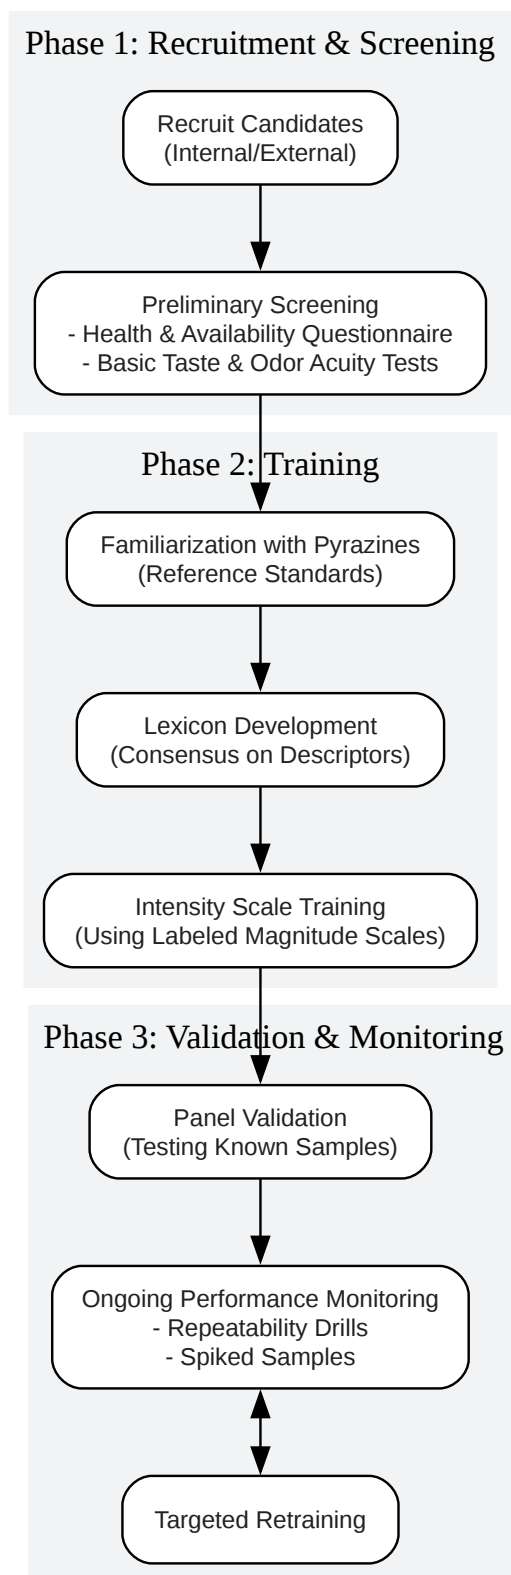 Phase 1: Recruitment & Screening
Recruit Candidates
(Internal/External)
Preliminary Screening
- Health & Availability Questionnaire
- Basic Taste & Odor Acuity Tests
Phase 2: Training
Familiarization with Pyrazines
(Reference Standards)
Lexicon Development
(Consensus on Descriptors)
Intensity Scale Training
(Using Labeled Magnitude Scales)
Phase 3: Validation & Monitoring
Panel Validation
(Testing Known Samples)
Ongoing Performance Monitoring
- Repeatability Drills
- Spiked Samples
Targeted Retraining